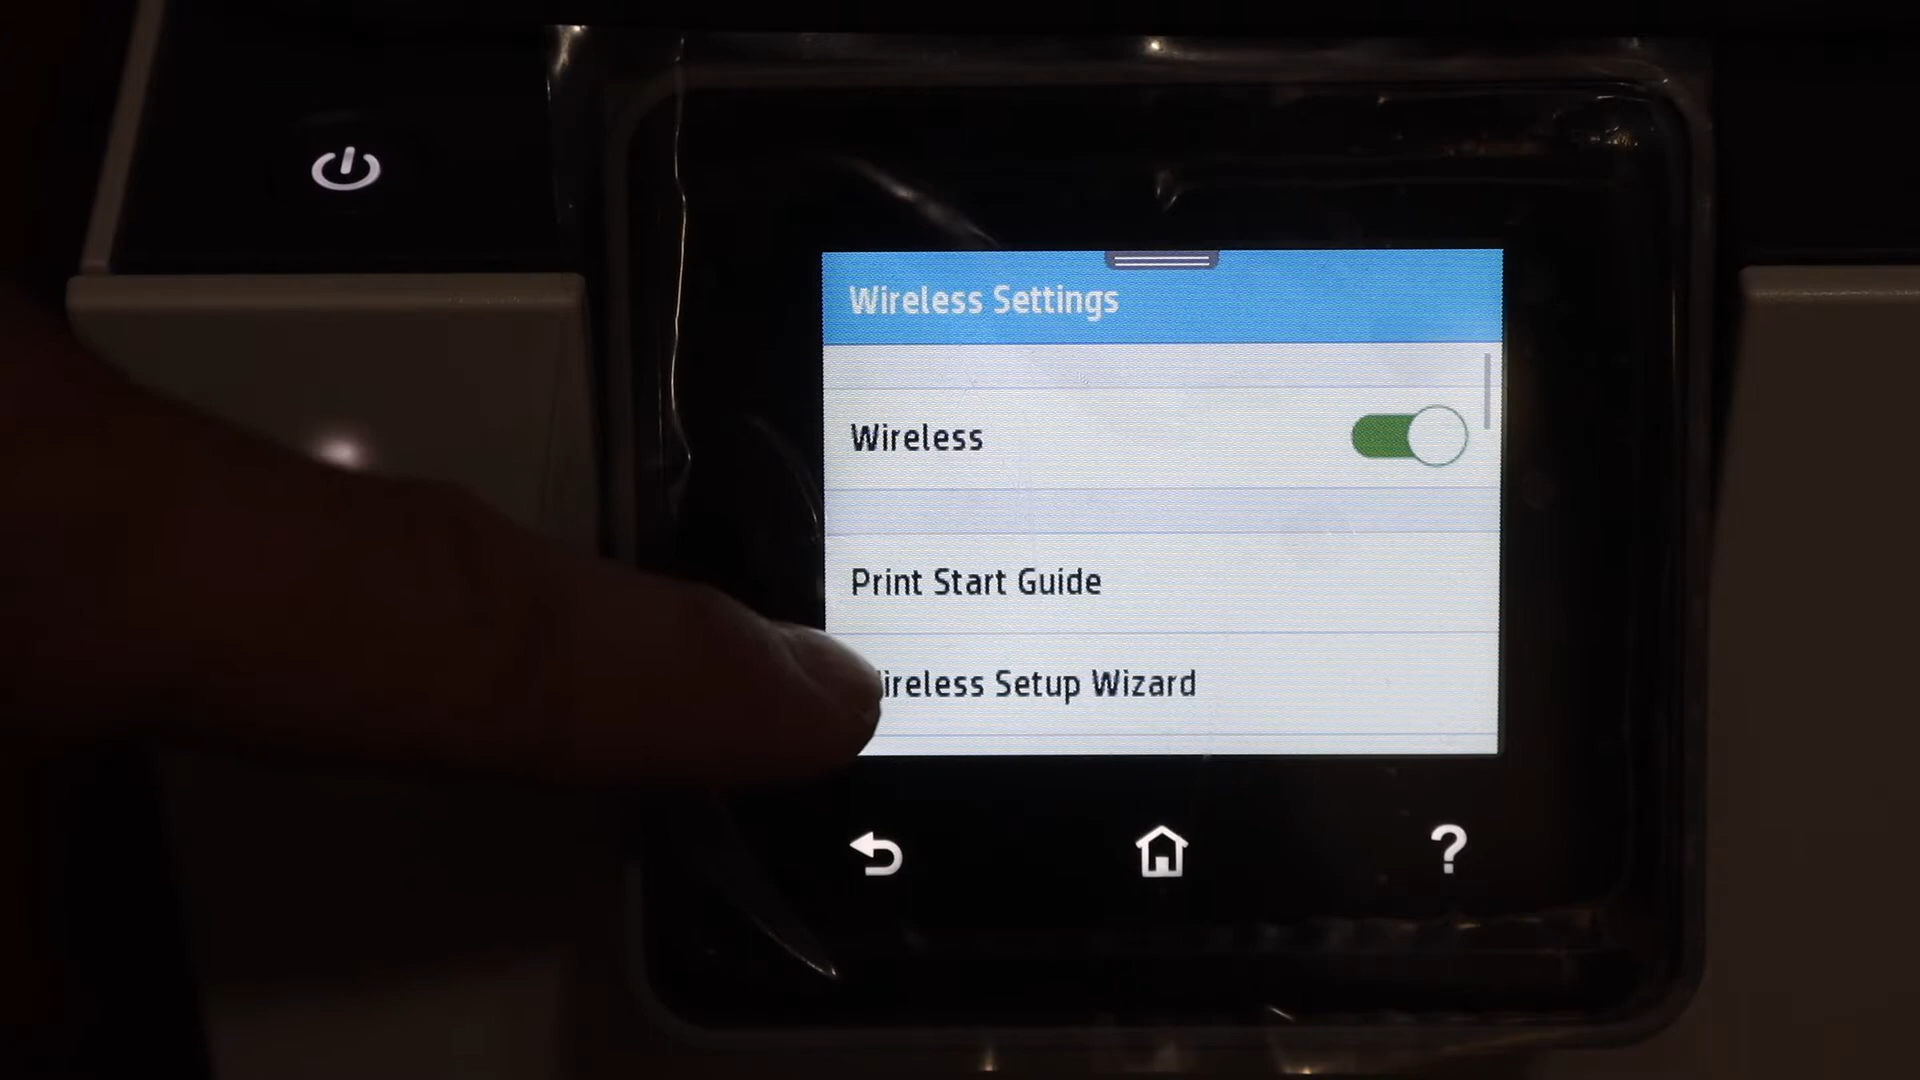 Wireless Settings
Wireless
Print Start Guide
Wireless Setup Wizard
?